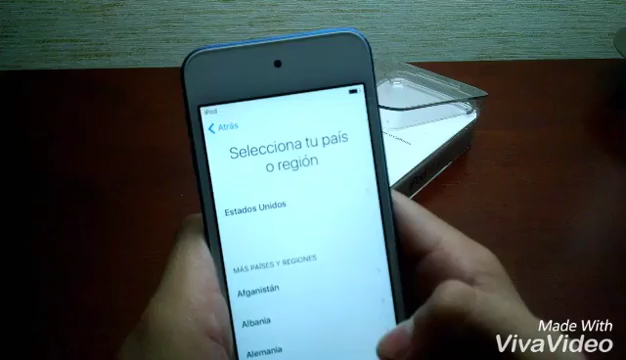 iPod
Atrás
Selecciona tu país
o región
Estados Unidos
MÁS PAÍSES Y REGIONES
Afganistán
Albania
Alemania
Made With
VivaVideo